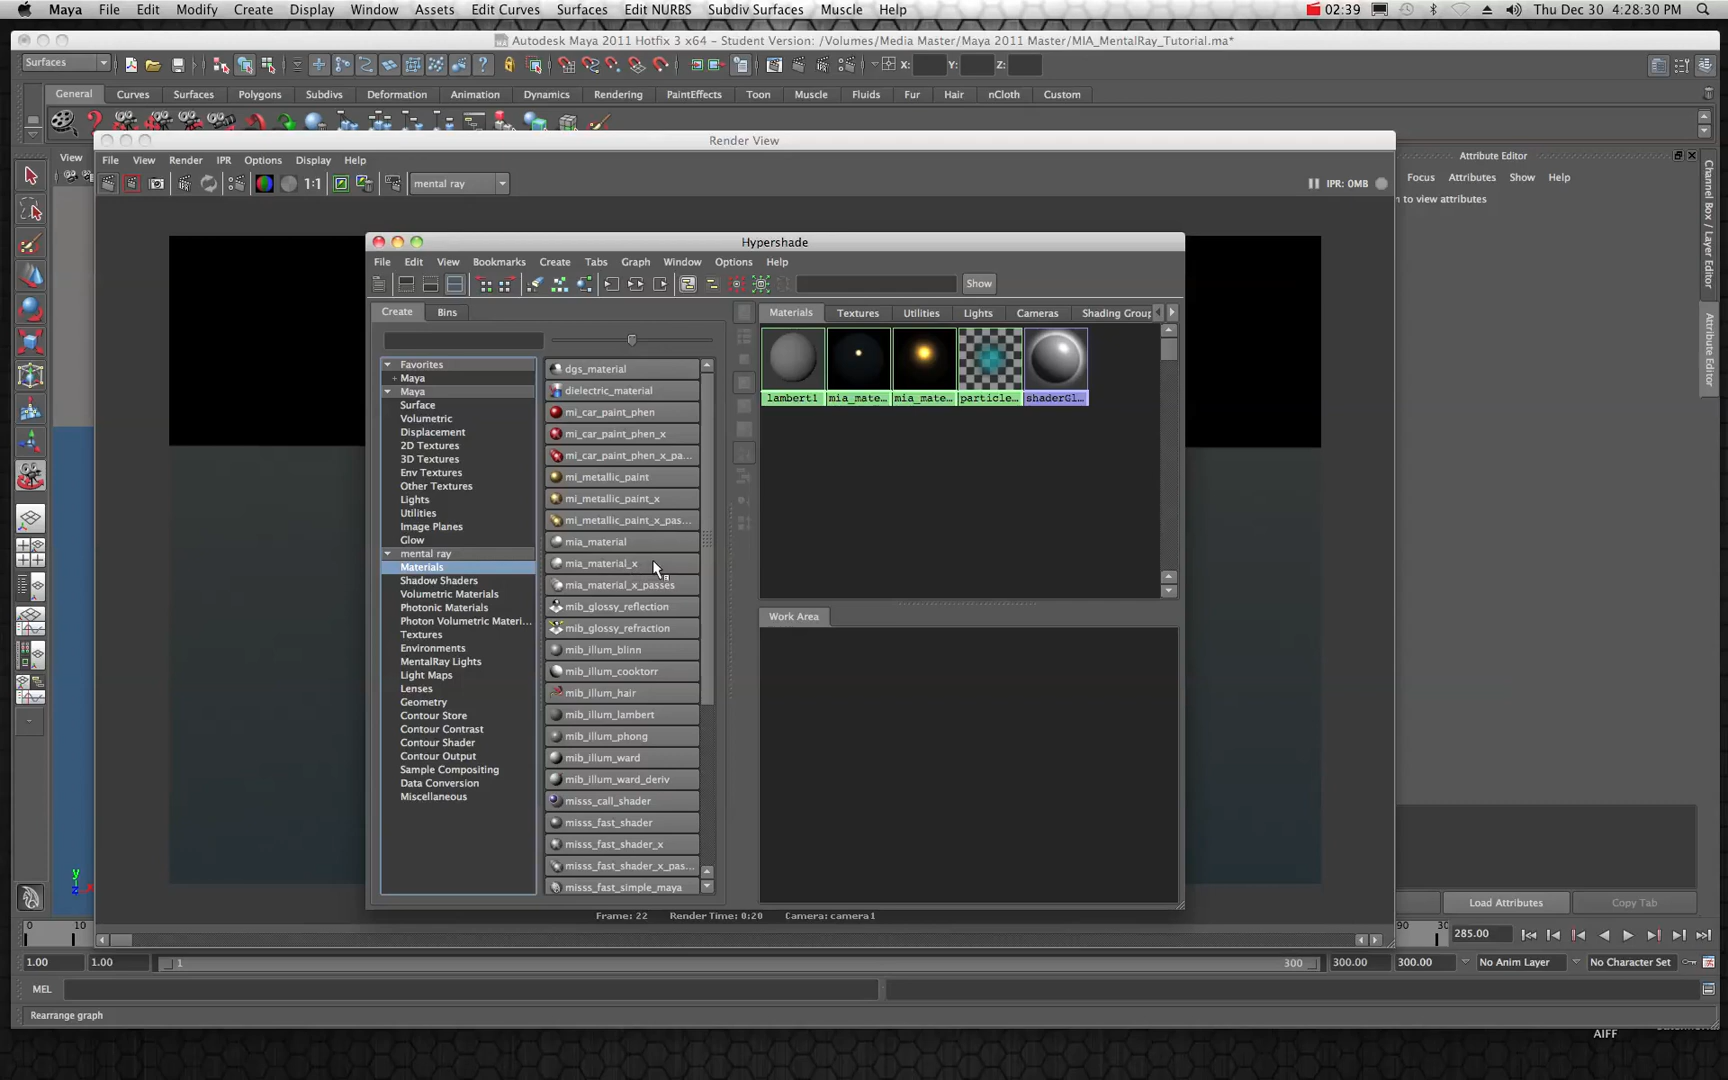 Maya File Edit Modify Create Display Window Assets Edit Curves Surfaces Edit NURBS Subdiv Surfaces Muscle Help 02:39 Thu Dec 30 4:28:30 PM
Autodesk Maya 2011 Hotfix 3 x64 - Student Version: /Volumes/Media Master/Maya 2011 Master/MIA_MentalRay_Tutorial.ma*
Surfaces X: Y: Z:
General Curves Surfaces Polygons Subdivs Deformation Animation Dynamics Rendering PaintEffects Toon Muscle Fluids Fur Hair nCloth Custom
Render View
View
File View Render IPR Options Display Help
1:1 mental ray IPR: 0MB
Attribute Editor
Focus Attributes Show Help
n to view attributes
Channel Box / Layer Editor
Attribute Editor
Hypershade
File Edit View Bookmarks Create Tabs Graph Window Options Help
Show
Create Bins
Materials Textures Utilities Lights Cameras Shading Group
lambert1 mia_mate... mia_mate... particle... shaderGl...
Favorites
+ Maya
Maya
Surface
Volumetric
Displacement
2D Textures
3D Textures
Env Textures
Other Textures
Lights
Utilities
Image Planes
Glow
mental ray
Materials
Shadow Shaders
Volumetric Materials
Photonic Materials
Photon Volumetric Materi...
Textures
Environments
MentalRay Lights
Light Maps
Lenses
Geometry
Contour Store
Contour Contrast
Contour Shader
Contour Output
Sample Compositing
Data Conversion
Miscellaneous
dgs_material
dielectric_material
mi_car_paint_phen
mi_car_paint_phen_x
mi_car_paint_phen_x_pa...
mi_metallic_paint
mi_metallic_paint_x
mi_metallic_paint_x_pas...
mia_material
mia_material_x
mia_material_x_passes
mib_glossy_reflection
mib_glossy_refraction
mib_illum_blinn
mib_illum_cooktorr
mib_illum_hair
mib_illum_lambert
mib_illum_phong
mib_illum_ward
mib_illum_ward_deriv
misss_call_shader
misss_fast_shader
misss_fast_shader_x
misss_fast_shader_x_pas...
misss_fast_simple_maya
Work Area
y
z
Frame: 22 Render Time: 0:20 Camera: camera1
Load Attributes Copy Tab
0 10 90 30 285.00
1.00 1.00 1 300 300.00 300.00 No Anim Layer No Character Set
MEL
Rearrange graph
AIFF